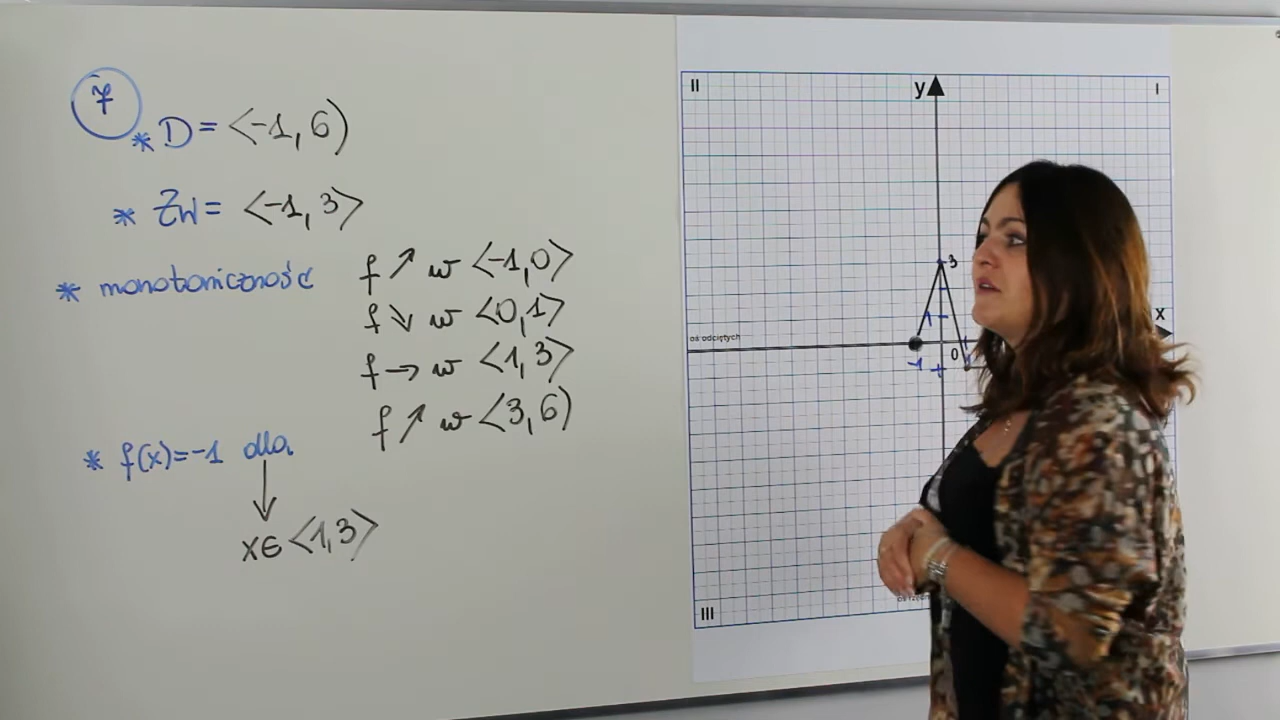 7
* D = <-1, 6)
* ZW = <-1, 3>
* monotoniczność f ↗ w <-1, 0>
f ↘ w <0, 1>
f → w <1, 3>
f ↗ w <3, 6)
* f(x) = -1 dla
↓
x∈ <1, 3>
II
y
I
3
1
x
oś odciętych
-1
0
III